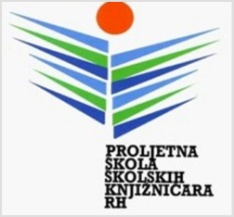 PROLJETNA
ŠKOLA
ŠKOLSKIH
KNJIŽNIČARA
RH